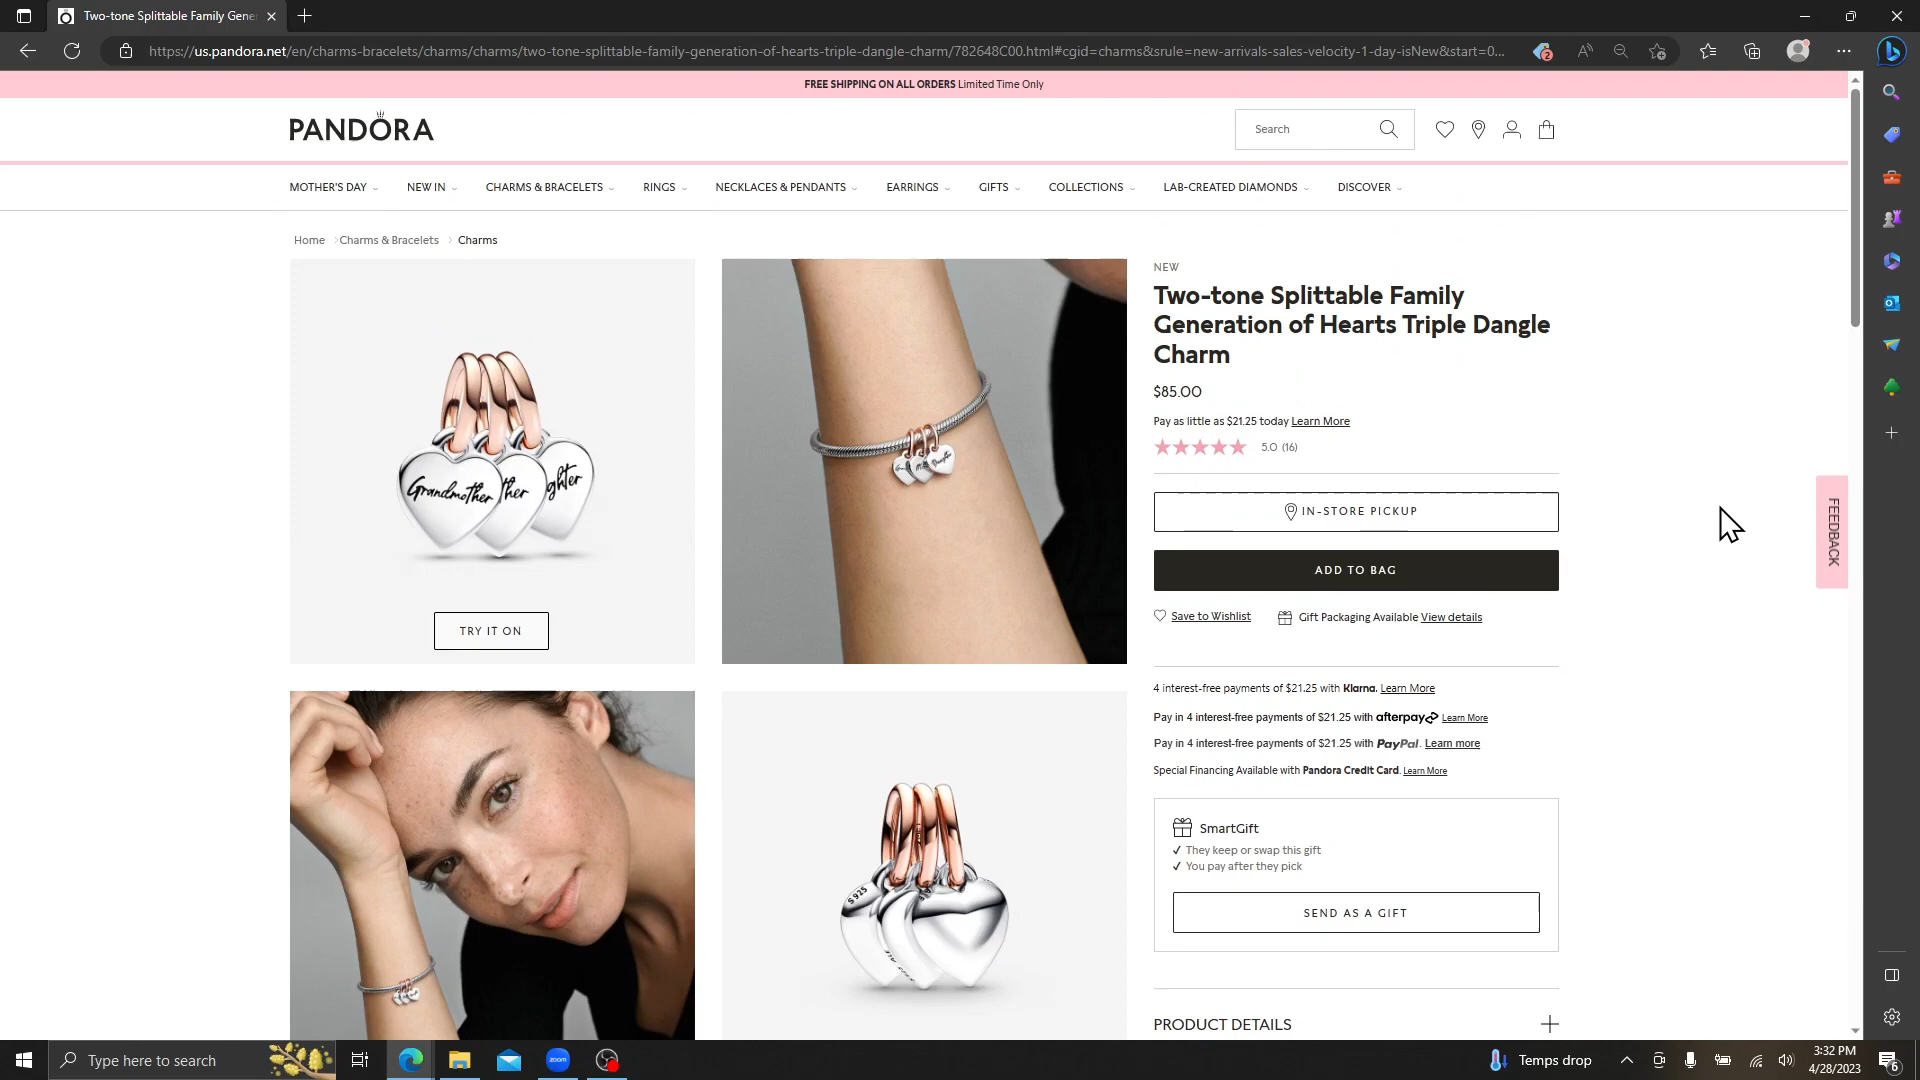 Two-tone Splittable Family Gene
https://us.pandora.net/en/charms-bracelets/charms/charms/two-tone-splittable-family-generation-of-hearts-triple-dangle-charm/782648C00.html#cgid=charms&srule=new-arrivals-sales-velocity-1-day-isNew&start=0...
2
FREE SHIPPING ON ALL ORDERS Limited Time Only
PANDORA
Search
MOTHER'S DAY NEW IN CHARMS & BRACELETS RINGS NECKLACES & PENDANTS EARRINGS GIFTS COLLECTIONS LAB-CREATED DIAMONDS DISCOVER
Home > Charms & Bracelets > Charms
NEW
Two-tone Splittable Family
Generation of Hearts Triple Dangle
Charm
$85.00
Pay as little as $21.25 today Learn More
5.0 (16)
Grandmother
ther
ghter
Daughter
IN-STORE PICKUP
FEEDBACK
ADD TO BAG
Save to Wishlist
Gift Packaging Available View details
TRY IT ON
4 interest-free payments of $21.25 with Klarna. Learn More
Pay in 4 interest-free payments of $21.25 with afterpay Learn More
Pay in 4 interest-free payments of $21.25 with PayPal. Learn more
Special Financing Available with Pandora Credit Card. Learn More
SmartGift
✓ They keep or swap this gift
✓ You pay after they pick
SEND AS A GIFT
S925
PRODUCT DETAILS
Type here to search
zoom
Temps drop
3:32 PM
4/28/2023
6